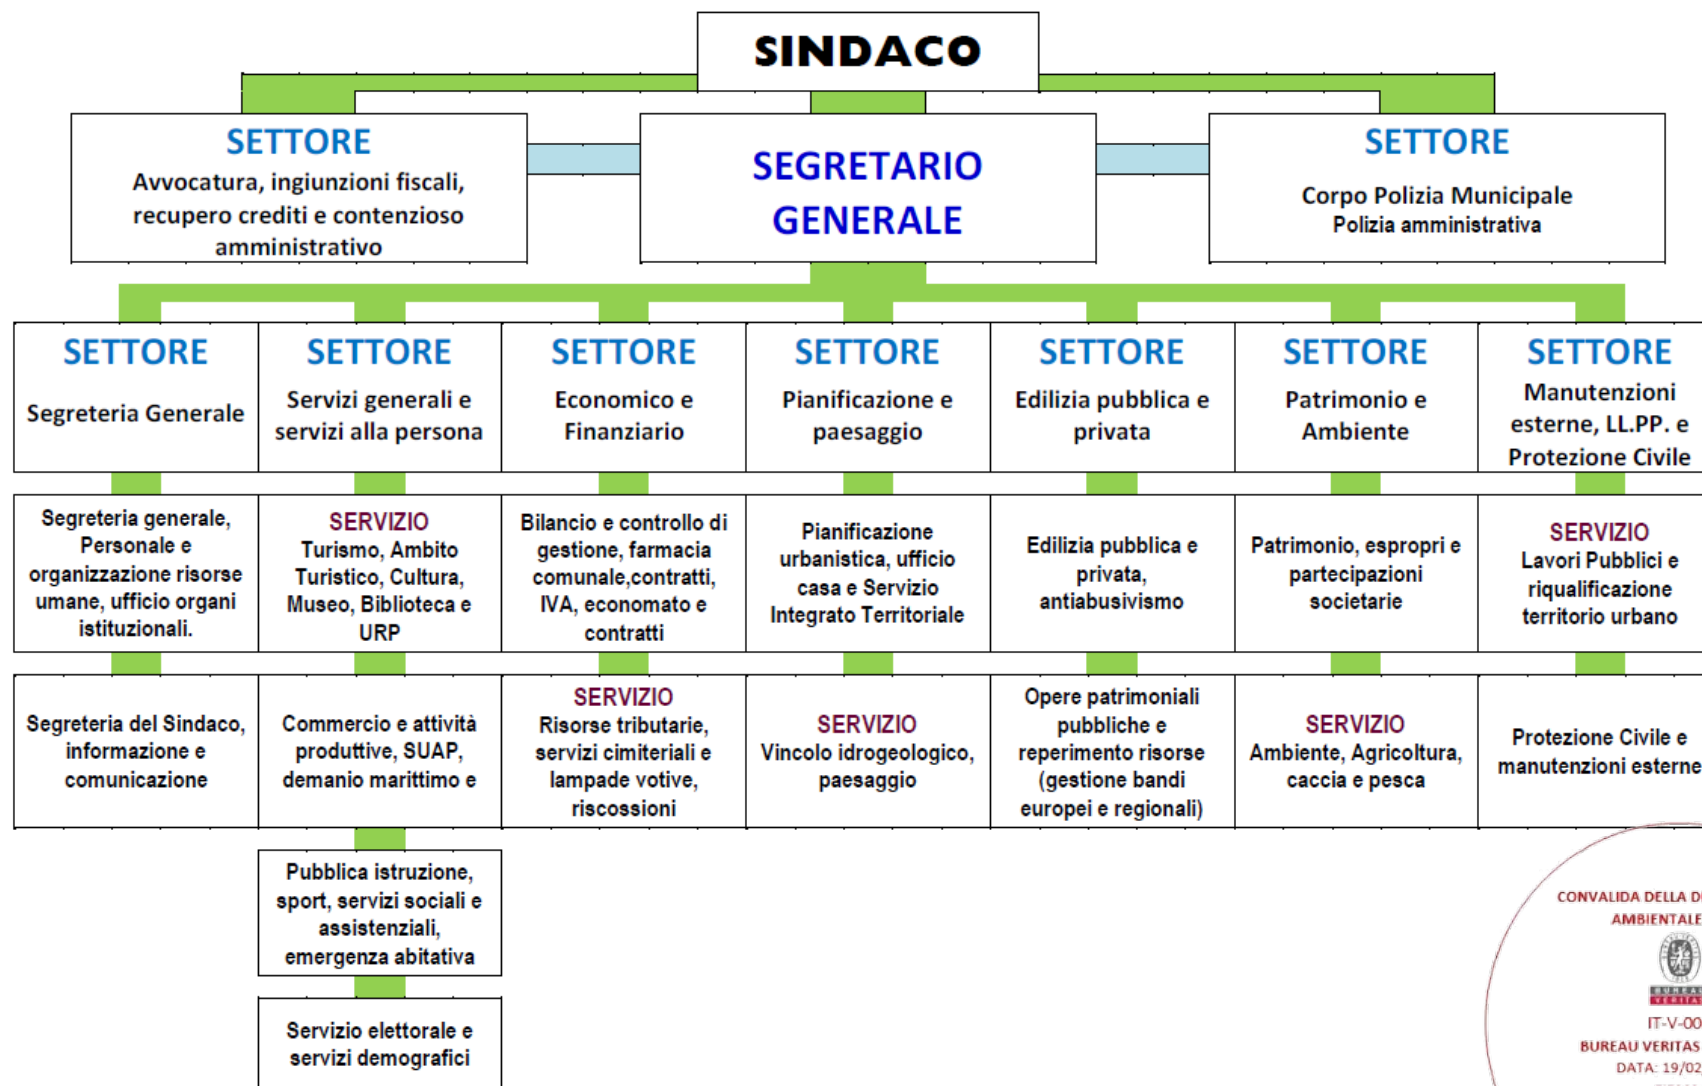 SINDACO
SETTORE
Avvocatura, ingiunzioni fiscali,
recupero crediti e contenzioso
amministrativo
SEGRETARIO
GENERALE
SETTORE
Corpo Polizia Municipale
Polizia amministrativa
SETTORE
Segreteria Generale
SETTORE
Servizi generali e
servizi alla persona
SETTORE
Economico e
Finanziario
SETTORE
Pianificazione e
paesaggio
SETTORE
Edilizia pubblica e
privata
SETTORE
Patrimonio e
Ambiente
SETTORE
Manutenzioni
esterne, LL.PP. e
Protezione Civile
Segreteria generale,
Personale e
organizzazione risorse
umane, ufficio organi
istituzionali.
SERVIZIO
Turismo, Ambito
Turistico, Cultura,
Museo, Biblioteca e
URP
Bilancio e controllo di
gestione, farmacia
comunale,contratti,
IVA, economato e
contratti
Pianificazione
urbanistica, ufficio
casa e Servizio
Integrato Territoriale
Edilizia pubblica e
privata,
antiabusivismo
Patrimonio, espropri e
partecipazioni
societarie
SERVIZIO
Lavori Pubblici e
riqualificazione
territorio urbano
Segreteria del Sindaco,
informazione e
comunicazione
Commercio e attività
produttive, SUAP,
demanio marittimo e
SERVIZIO
Risorse tributarie,
servizi cimiteriali e
lampade votive,
riscossioni
SERVIZIO
Vincolo idrogeologico,
paesaggio
Opere patrimoniali
pubbliche e
reperimento risorse
(gestione bandi
europei e regionali)
SERVIZIO
Ambiente, Agricoltura,
caccia e pesca
Protezione Civile e
manutenzioni esterne
Pubblica istruzione,
sport, servizi sociali e
assistenziali,
emergenza abitativa
Servizio elettorale e
servizi demografici
CONVALIDA DELLA D
AMBIENTALE
IT-V-00
BUREAU VERITAS
DATA: 19/02